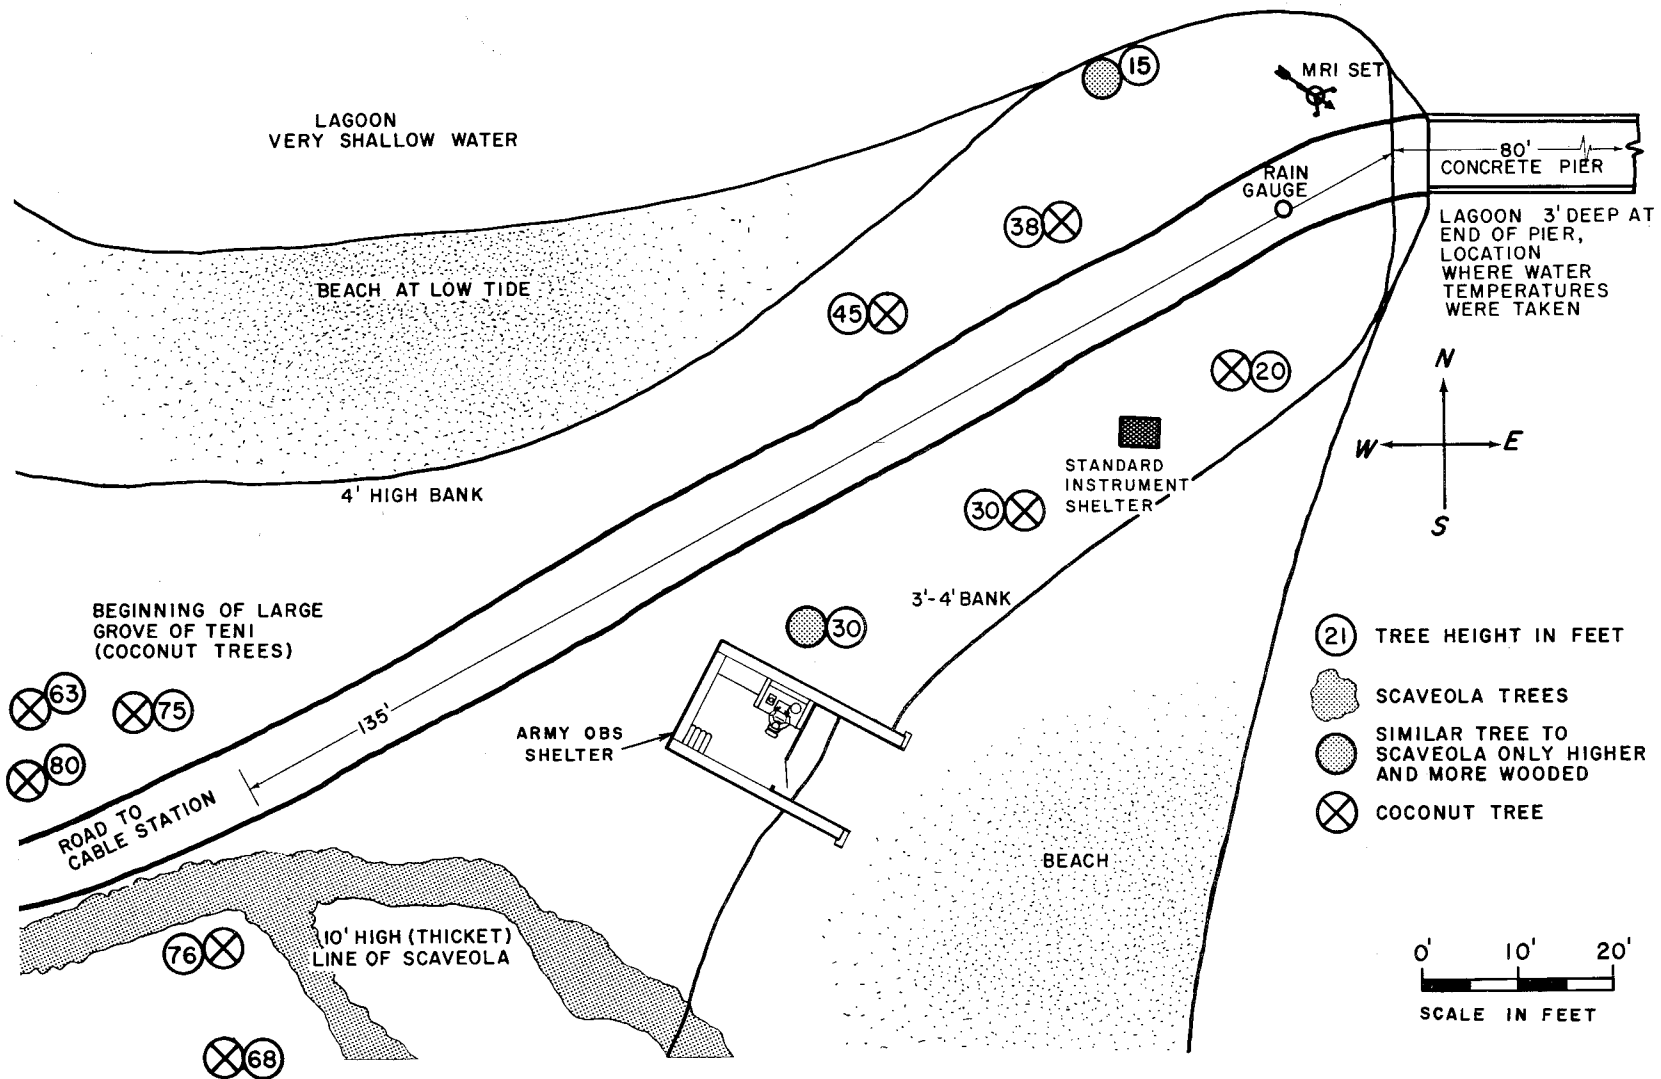 15
MRI SET
LAGOON
VERY SHALLOW WATER
80'
CONCRETE PIER
RAIN
GAUGE
38
LAGOON 3' DEEP AT
END OF PIER,
LOCATION
WHERE WATER
TEMPERATURES
WERE TAKEN
BEACH AT LOW TIDE
45
20
N
W
E
S
STANDARD
INSTRUMENT
SHELTER
4' HIGH BANK
30
3'-4' BANK
BEGINNING OF LARGE
GROVE OF TENI
(COCONUT TREES)
30
63
75
80
135'
ARMY OBS
SHELTER
ROAD TO
CABLE STATION
21 TREE HEIGHT IN FEET
SCAVEOLA TREES
SIMILAR TREE TO
SCAVEOLA ONLY HIGHER
AND MORE WOODED
COCONUT TREE
BEACH
10' HIGH (THICKET)
LINE OF SCAVEOLA
76
68
0' 10' 20'
SCALE IN FEET